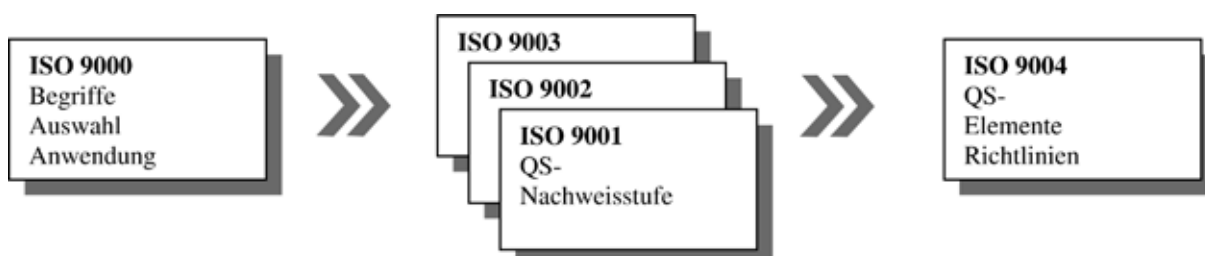 ISO 9000
Begriffe
Auswahl
Anwendung
ISO 9003
ISO 9002
ISO 9001
QS-
Nachweisstufe
ISO 9004
QS-
Elemente
Richtlinien